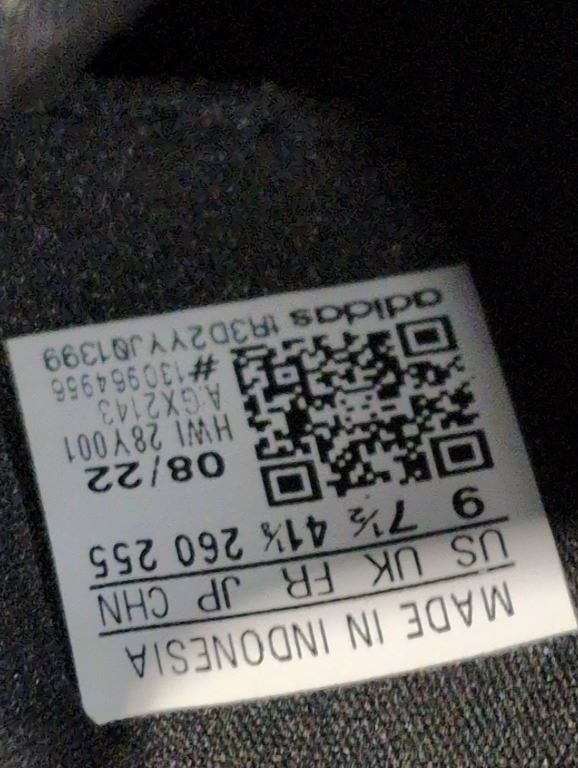 MADE IN INDONESIA
US UK FR JP CHN
9 7½ 41⅓ 260 255
08/22
HWI 28Y001
A GX2143
#130964956
tR3D2YYJ01399
adidas